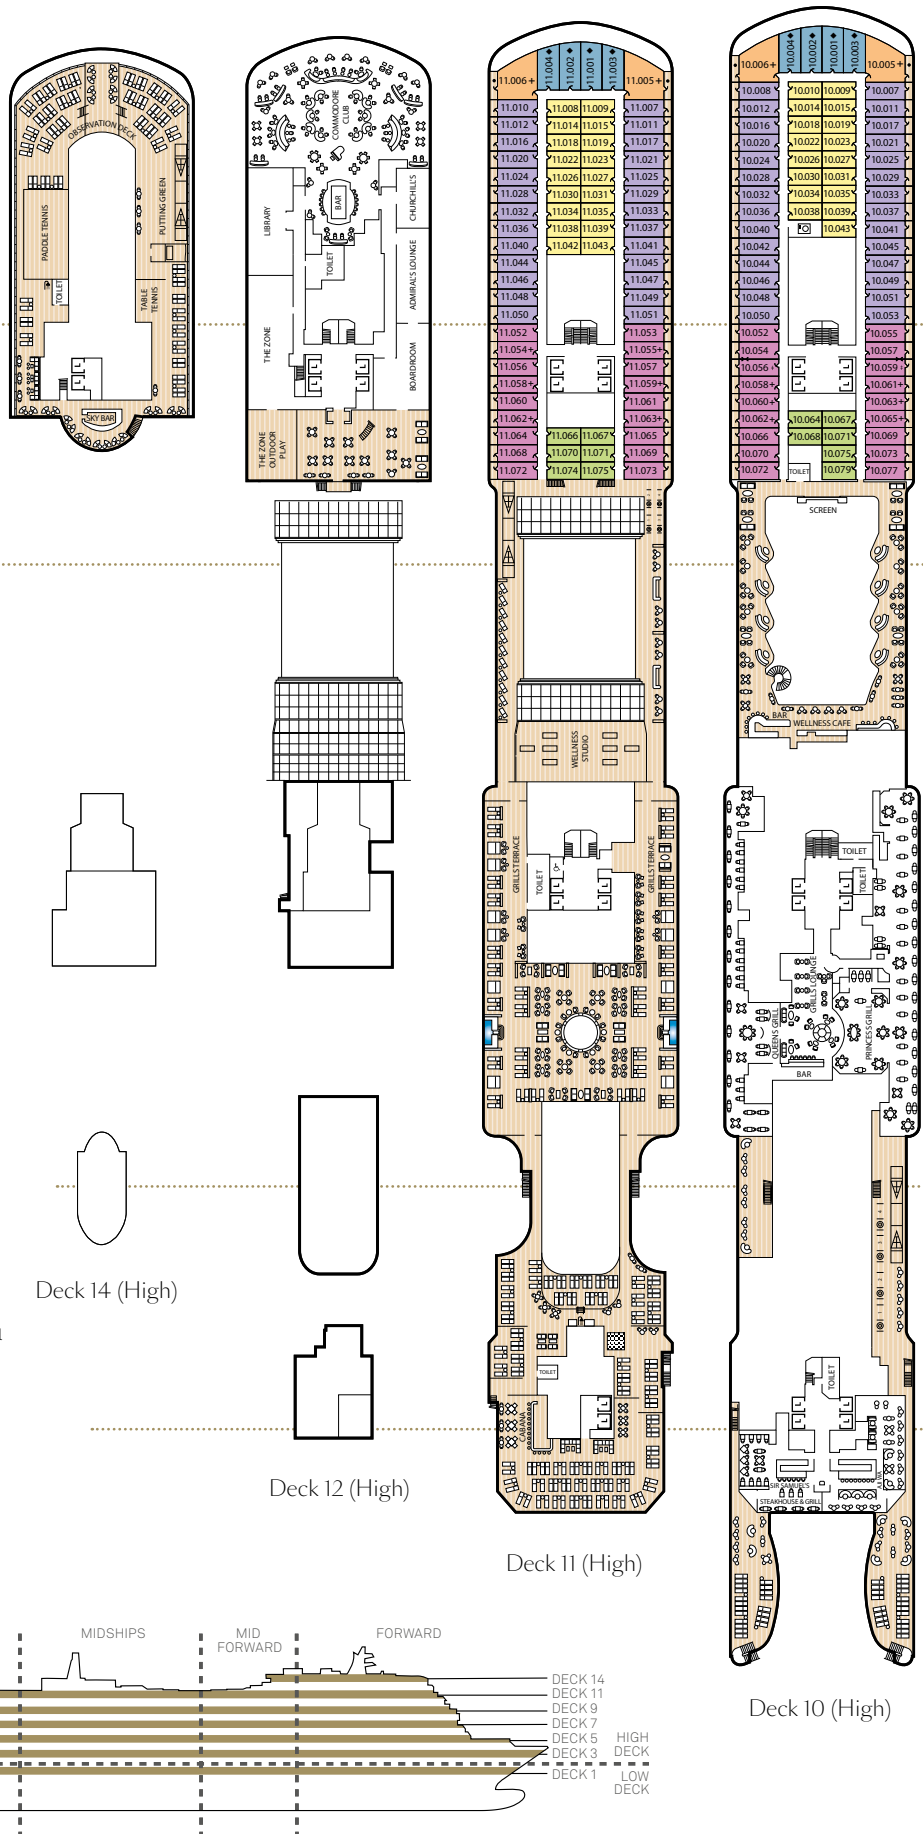 OBSERVATION DECK
PADDLE TENNIS
PUTTING GREEN
TOILET
TABLE
TENNIS
SKY BAR
Deck 14 (High)
COMMODORE
CLUB
LIBRARY
BAR
CHURCHILL'S
TOILET
ADMIRAL'S LOUNGE
THE ZONE
BOARDROOM
THE ZONE
OUTDOOR
PLAY
Deck 12 (High)
11.004 11.002 11.001 11.003
11.006+ 11.005+
11.010 11.008 11.009 11.007
11.012 11.014 11.015 11.011
11.016 11.018 11.019 11.017
11.020 11.022 11.023 11.021
11.024 11.026 11.027 11.025
11.028 11.030 11.031 11.029
11.032 11.034 11.035 11.033
11.036 11.038 11.039 11.037
11.040 11.042 11.043 11.041
11.044 11.045
11.046 11.047
11.048 11.049
11.050 11.051
11.052 11.053
11.054+ 11.055+
11.056 11.057
11.058+ 11.059+
11.060 11.061
11.062+ 11.063+
11.064 11.066 11.067 11.065
11.068 11.070 11.071 11.069
11.072 11.074 11.075 11.073
WELLNESS
STUDIO
GRILLS TERRACE
GRILLS TERRACE
TOILET
TOILET
CABANA
Deck 11 (High)
10.004 10.002 10.001 10.003
10.006+ 10.005+
10.008 10.010 10.009 10.007
10.012 10.014 10.015 10.011
10.016 10.018 10.019 10.017
10.020 10.022 10.023 10.021
10.024 10.026 10.027 10.025
10.028 10.030 10.031 10.029
10.032 10.034 10.035 10.033
10.036 10.038 10.039 10.037
10.040 10.043 10.041
10.042 10.045
10.044 10.047
10.046 10.049
10.048 10.051
10.050 10.053
10.052 10.055
10.054 10.057
10.056+ 10.059+
10.058+ 10.061+
10.060+ 10.063+
10.062+ 10.064 10.067 10.065+
10.066 10.068 10.071 10.069
10.070 10.075 10.073
10.072 TOILET 10.079 10.077
SCREEN
BAR
WELLNESS CAFE
TOILET
TOILET
GRILLS LOUNGE
QUEENS GRILL
PRINCESS GRILL
BAR
TOILET
SIR SAMUEL'S
STEAKHOUSE & GRILL
Deck 10 (High)
MIDSHIPS
MID
FORWARD
FORWARD
DECK 14
DECK 11
DECK 9
DECK 7
DECK 5
DECK 3
DECK 1
HIGH
DECK
LOW
DECK